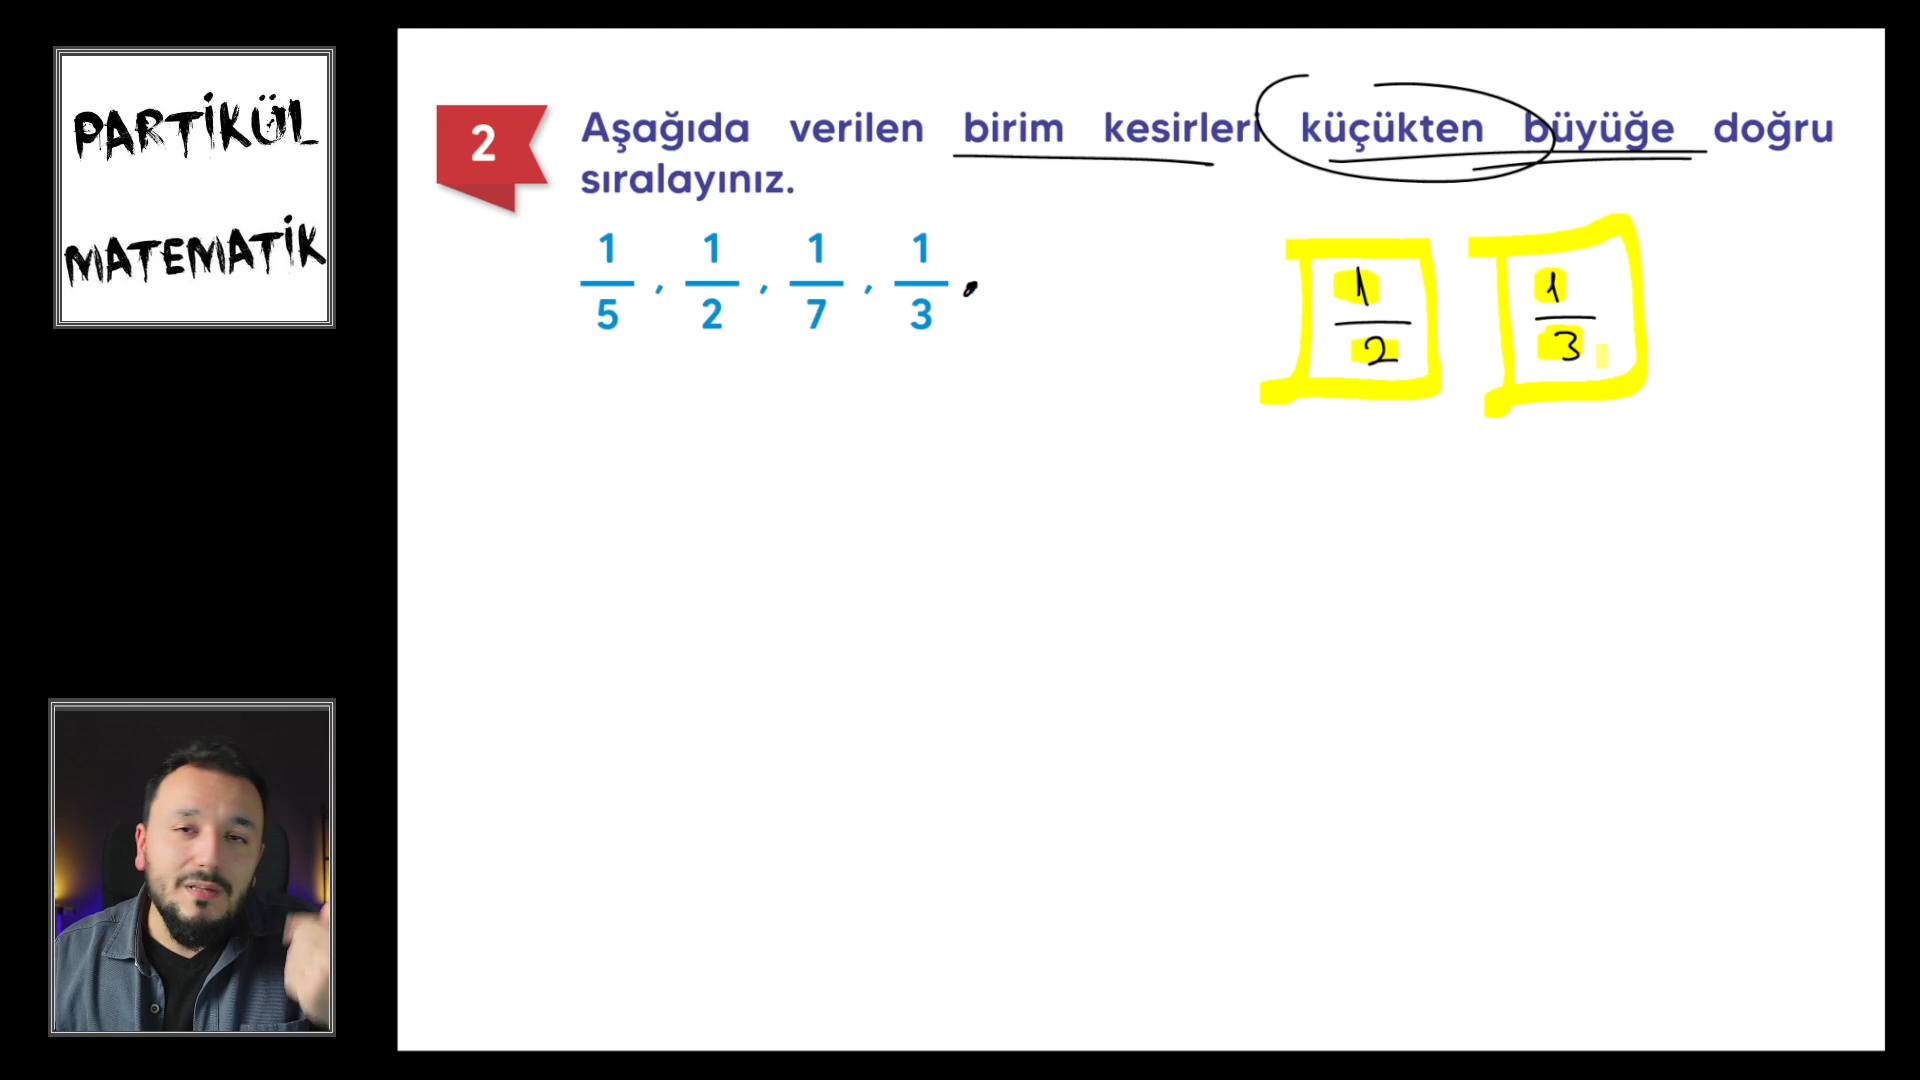 PARTİKÜL
MATEMATİK
2
Aşağıda verilen birim kesirleri küçükten büyüğe doğru
sıralayınız.
1/5 , 1/2 , 1/7 , 1/3 .
1/2 1/3